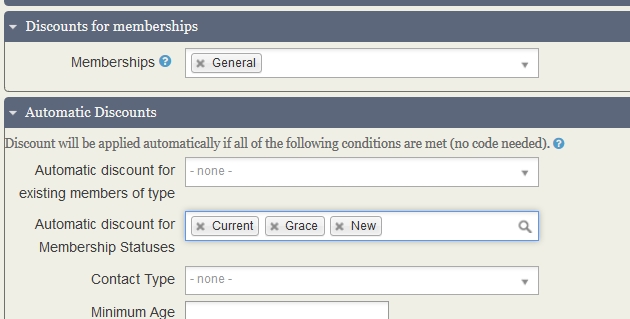 Discounts for memberships
Memberships General
Automatic Discounts
Discount will be applied automatically if all of the following conditions are met (no code needed).
Automatic discount for
existing members of type
- none -
Automatic discount for
Membership Statuses
Current Grace New
Contact Type - none -
Minimum Age